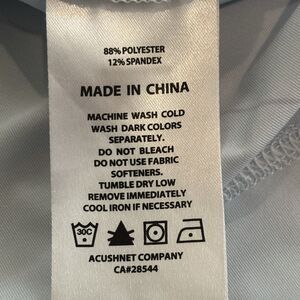 88% POLYESTER
12% SPANDEX
MADE IN CHINA
MACHINE WASH COLD
WASH DARK COLORS
SEPARATELY.
DO NOT BLEACH
DO NOT USE FABRIC
SOFTENERS.
TUMBLE DRY LOW
REMOVE IMMEDIATELY
COOL IRON IF NECESSARY
30C
ACUSHNET COMPANY
CA#28544